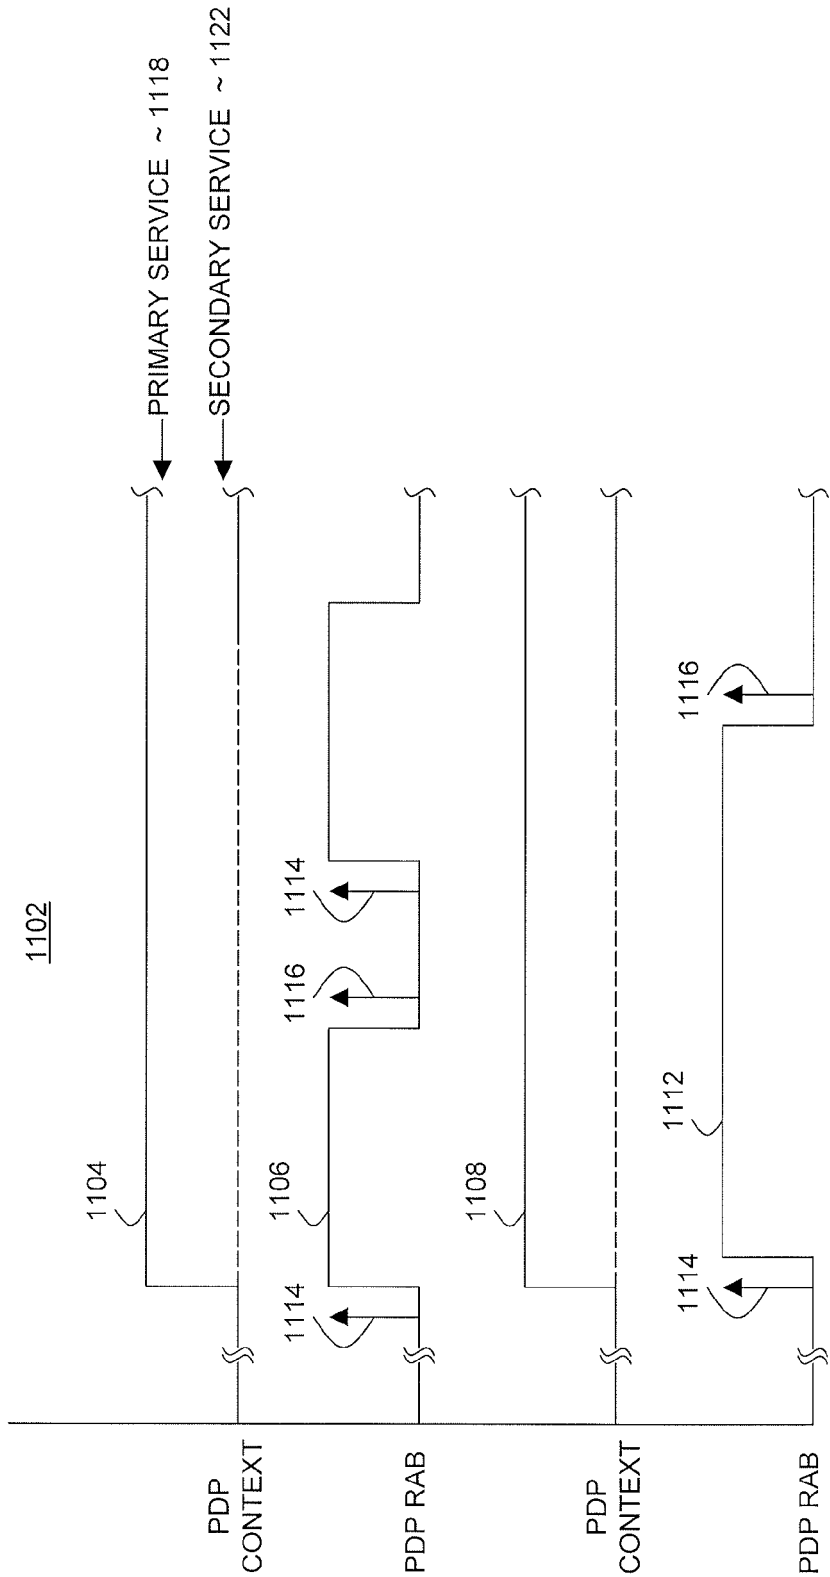 1102
PRIMARY SERVICE ~ 1118
SECONDARY SERVICE ~ 1122
1104
PDP
CONTEXT
1114
1106
1116
1114
PDP RAB
1108
PDP
CONTEXT
1114
1112
1116
PDP RAB